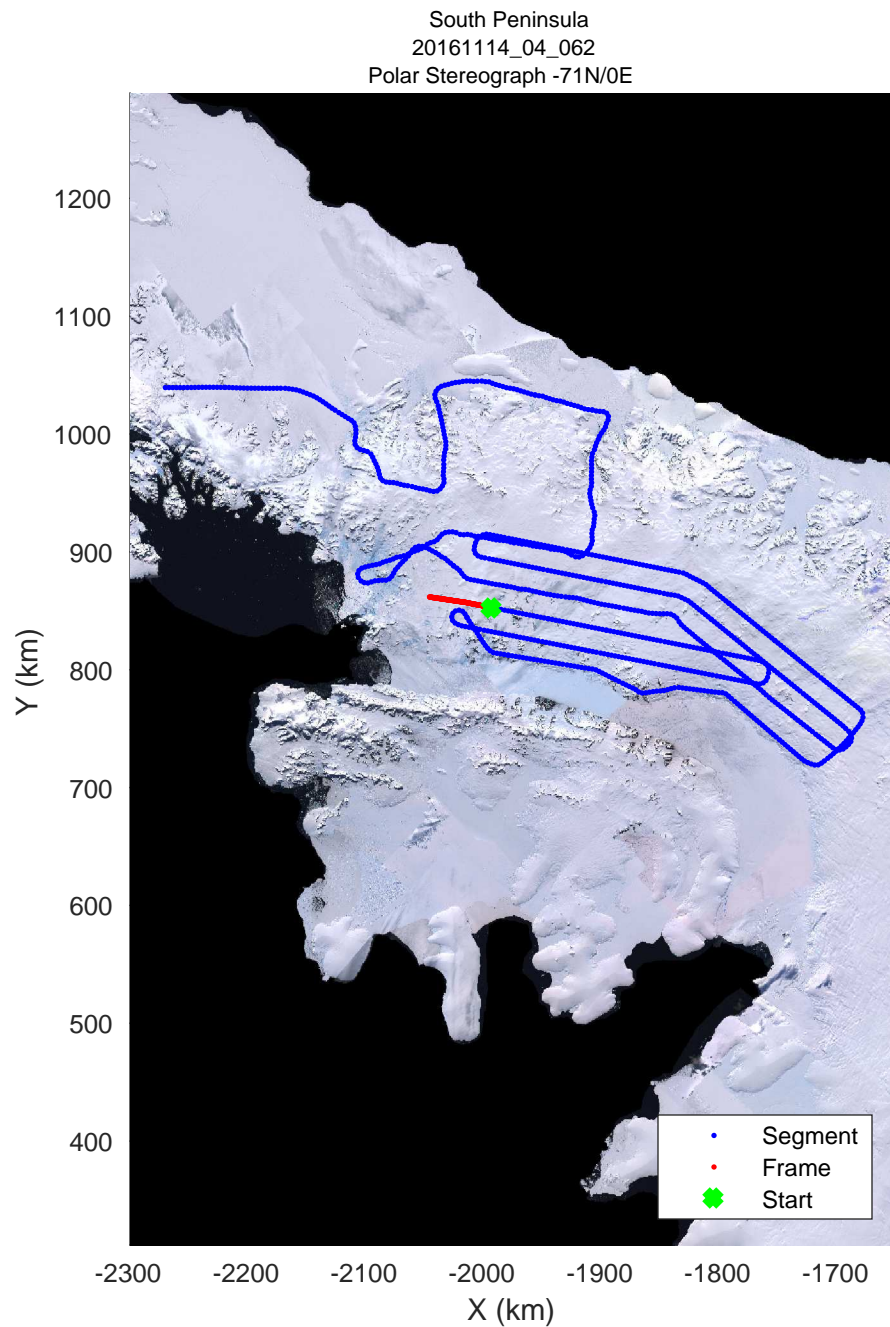 South Peninsula
20161114_04_062
Polar Stereograph -71N/0E
1200
1100
1000
900
800
700
600
500
400
Y (km)
Segment
Frame
Start
-2300 -2200 -2100 -2000 -1900 -1800 -1700
X (km)